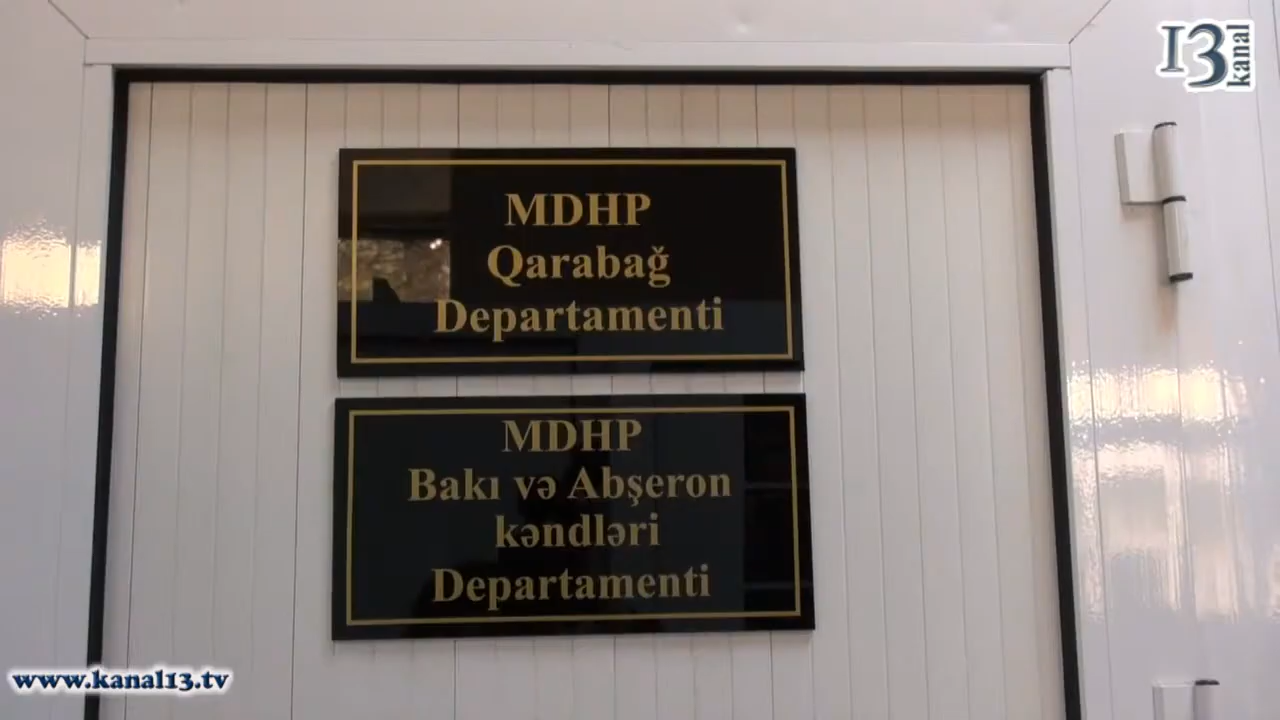 13 kanal
MDHP
Qarabağ
Departamenti
MDHP
Bakı və Abşeron
kəndləri
Departamenti
www.kanal13.tv